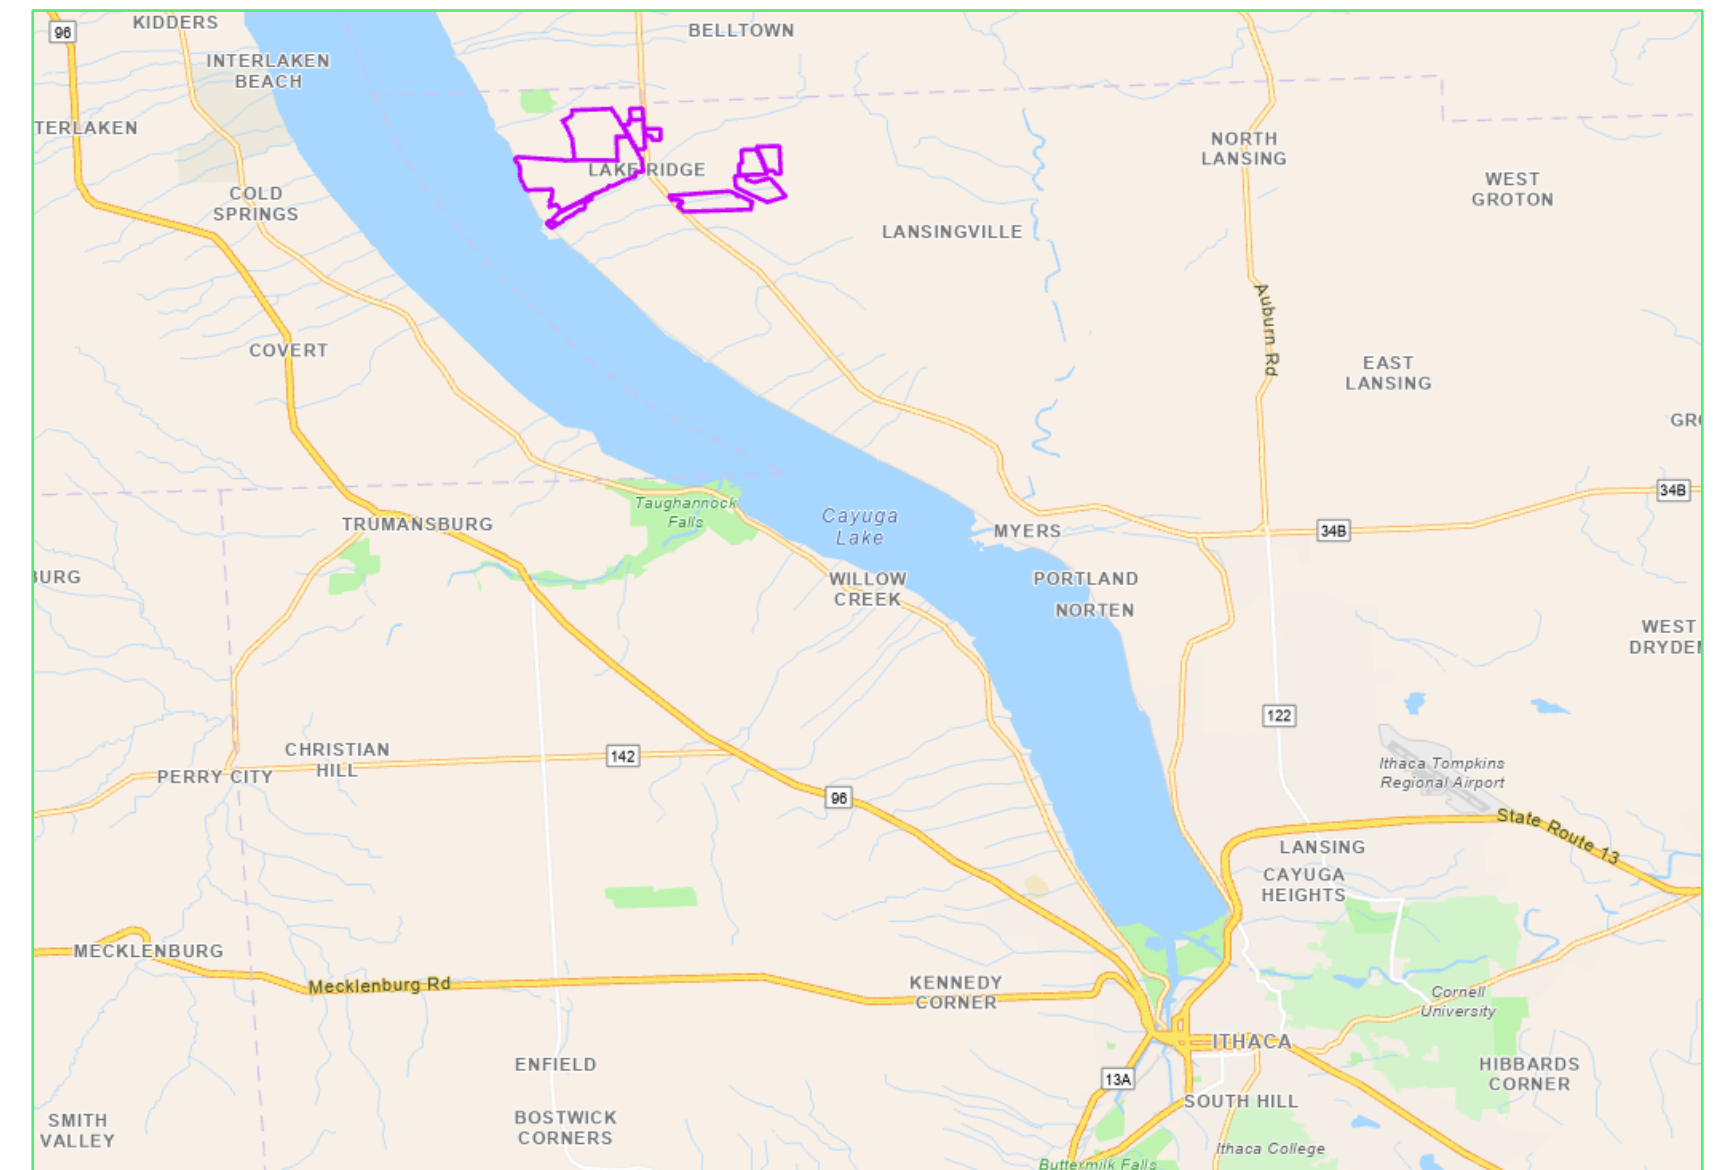 KIDDERS
BELLTOWN
96
INTERLAKEN
BEACH
TERLAKEN
NORTH
LANSING
LAKE RIDGE
WEST
GROTON
COLD
SPRINGS
LANSINGVILLE
Auburn Rd
COVERT
EAST
LANSING
GRO
34B
Taughannock
Falls
TRUMANSBURG
Cayuga
Lake
MYERS
34B
BURG
WILLOW
CREEK
PORTLAND
NORTEN
WEST
DRYDEN
122
CHRISTIAN
HILL
142
Ithaca Tompkins
Regional Airport
PERRY CITY
96
State Route 13
LANSING
CAYUGA
HEIGHTS
MECKLENBURG
Mecklenburg Rd
KENNEDY
CORNER
Cornell
University
ITHACA
ENFIELD
13A
HIBBARDS
CORNER
SOUTH HILL
SMITH
VALLEY
BOSTWICK
CORNERS
Ithaca College
Buttermilk Falls